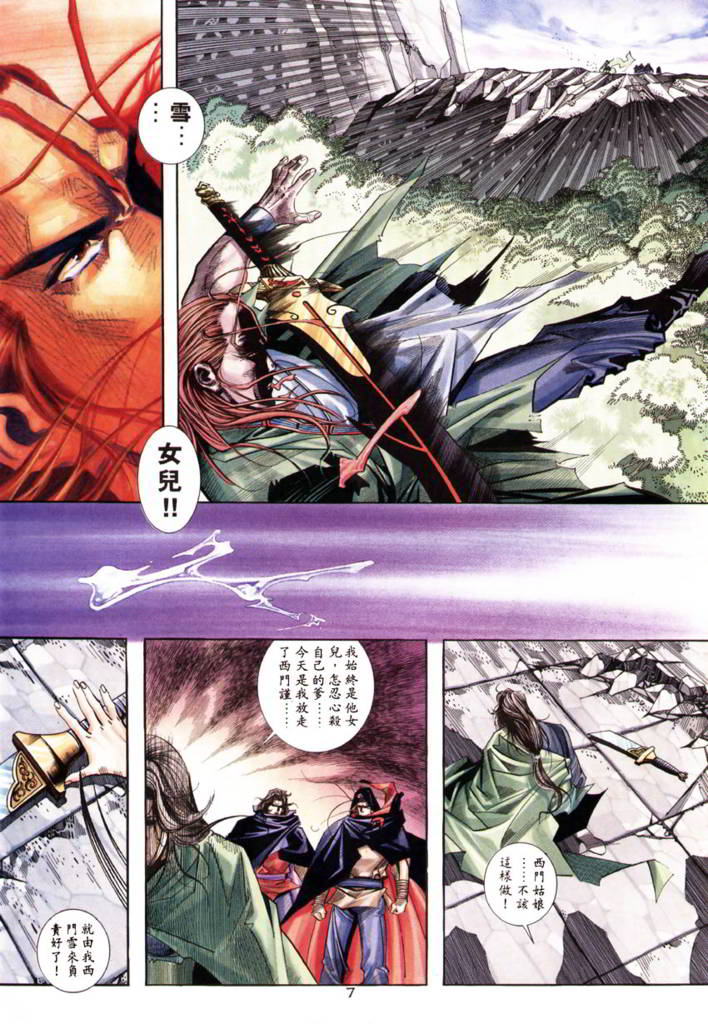 雪⋯
⋯
女兒!!
西門姑娘
⋯⋯不該
這樣做!
我始終是他女
兒,怎忍心殺
自己的爹⋯⋯
今天是我放走
了西門謹⋯⋯
就由我西
門雪來負
責好了!
7